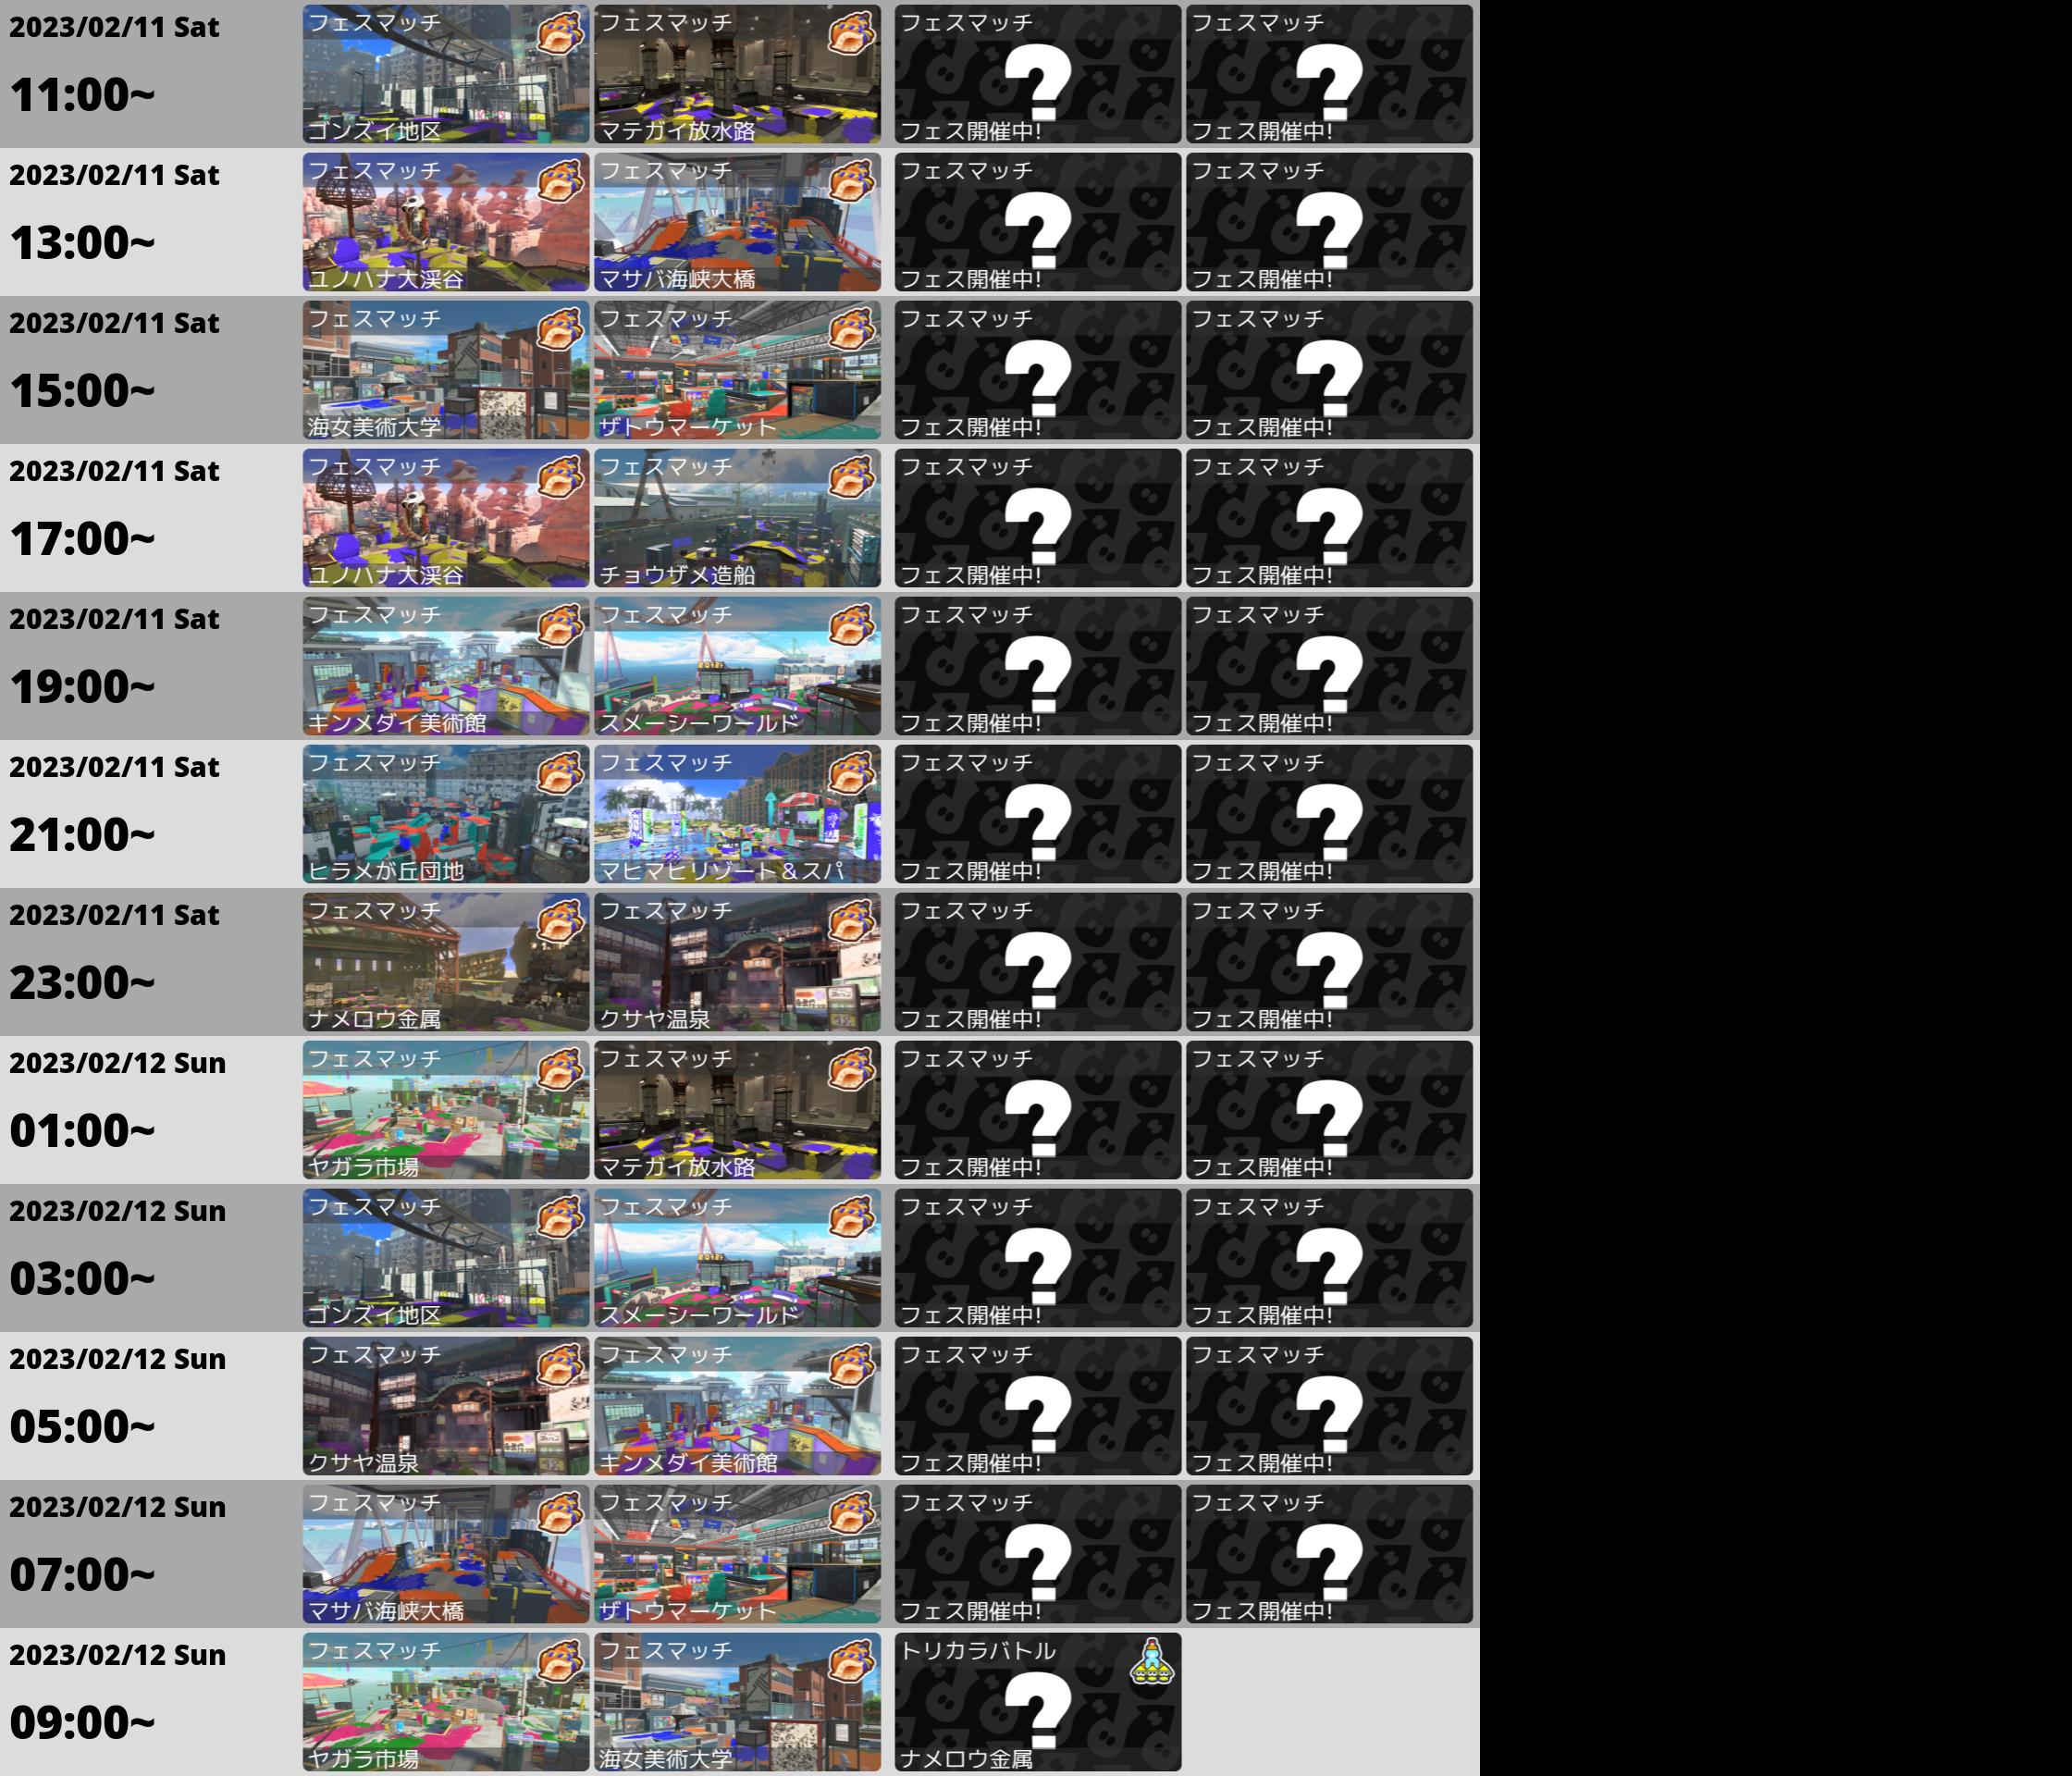 2023/02/11 Sat
11:00~
フェスマッチ
ゴンズイ地区
フェスマッチ
マテガイ放水路
フェスマッチ
フェス開催中!
フェスマッチ
フェス開催中!
2023/02/11 Sat
13:00~
フェスマッチ
ユノハナ大渓谷
フェスマッチ
マサバ海峡大橋
フェスマッチ
フェス開催中!
フェスマッチ
フェス開催中!
2023/02/11 Sat
15:00~
フェスマッチ
海女美術大学
フェスマッチ
ザトウマーケット
フェスマッチ
フェス開催中!
フェスマッチ
フェス開催中!
2023/02/11 Sat
17:00~
フェスマッチ
ユノハナ大渓谷
フェスマッチ
チョウザメ造船
フェスマッチ
フェス開催中!
フェスマッチ
フェス開催中!
2023/02/11 Sat
19:00~
フェスマッチ
キンメダイ美術館
フェスマッチ
スメーシーワールド
フェスマッチ
フェス開催中!
フェスマッチ
フェス開催中!
2023/02/11 Sat
21:00~
フェスマッチ
ヒラメが丘団地
フェスマッチ
マヒマヒリゾート&スパ
フェスマッチ
フェス開催中!
フェスマッチ
フェス開催中!
2023/02/11 Sat
23:00~
フェスマッチ
ナメロウ金属
フェスマッチ
クサヤ温泉
フェスマッチ
フェス開催中!
フェスマッチ
フェス開催中!
2023/02/12 Sun
01:00~
フェスマッチ
ヤガラ市場
フェスマッチ
マテガイ放水路
フェスマッチ
フェス開催中!
フェスマッチ
フェス開催中!
2023/02/12 Sun
03:00~
フェスマッチ
ゴンズイ地区
フェスマッチ
スメーシーワールド
フェスマッチ
フェス開催中!
フェスマッチ
フェス開催中!
2023/02/12 Sun
05:00~
フェスマッチ
クサヤ温泉
フェスマッチ
キンメダイ美術館
フェスマッチ
フェス開催中!
フェスマッチ
フェス開催中!
2023/02/12 Sun
07:00~
フェスマッチ
マサバ海峡大橋
フェスマッチ
ザトウマーケット
フェスマッチ
フェス開催中!
フェスマッチ
フェス開催中!
2023/02/12 Sun
09:00~
フェスマッチ
ヤガラ市場
フェスマッチ
海女美術大学
トリカラバトル
ナメロウ金属